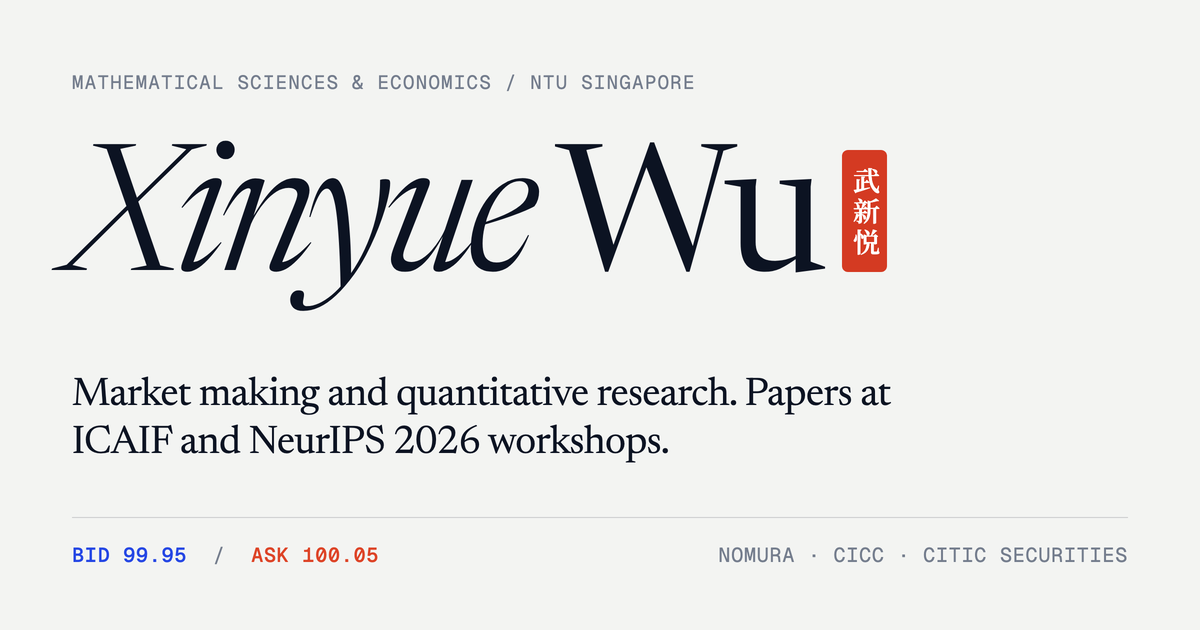 MATHEMATICAL SCIENCES & ECONOMICS / NTU SINGAPORE
Xinyue Wu
武新悦
Market making and quantitative research. Papers at
ICAIF and NeurIPS 2026 workshops.
BID 99.95 / ASK 100.05
NOMURA · CICC · CITIC SECURITIES